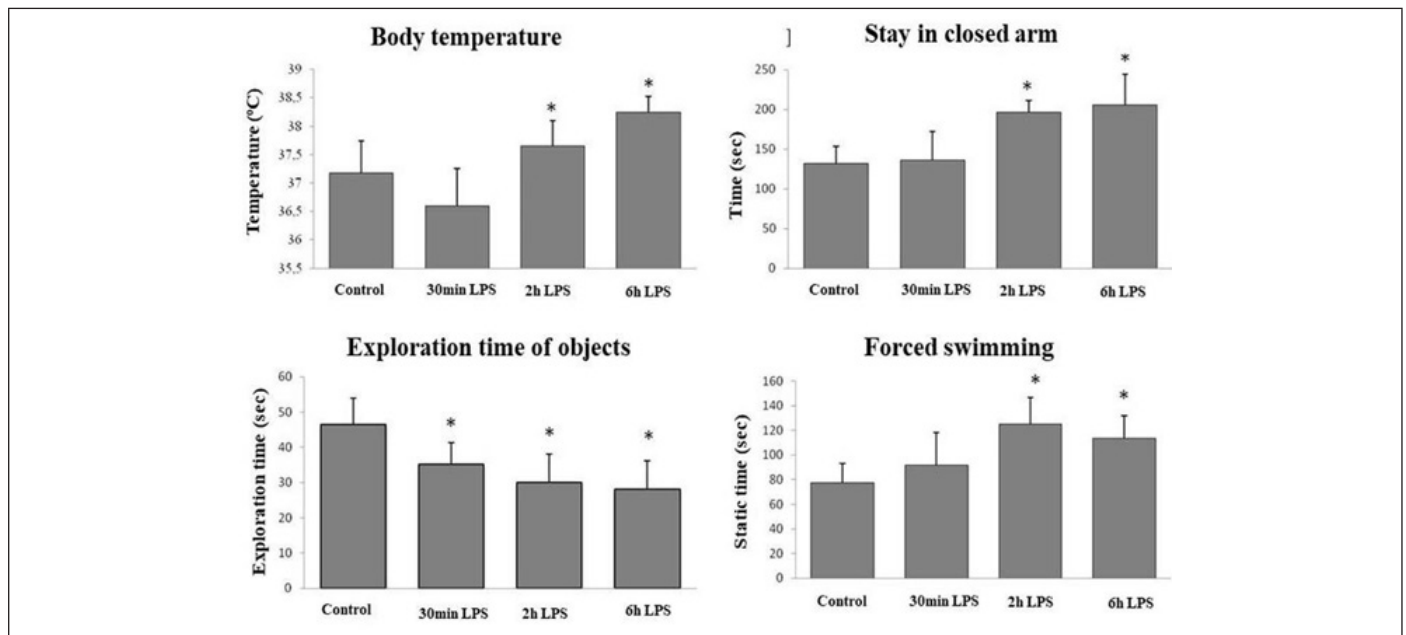 Body temperature
Temperature (°C)
39
38,5
38
37,5
37
36,5
36
35,5
*
*
Control
30min LPS
2h LPS
6h LPS
]
Stay in closed arm
Time (sec)
250
200
150
100
50
0
*
*
Control
30min LPS
2h LPS
6h LPS
Exploration time of objects
Exploration time (sec)
60
50
40
30
20
10
0
*
*
*
Control
30min LPS
2h LPS
6h LPS
Forced swimming
Static time (sec)
160
140
120
100
80
60
40
20
0
*
*
Control
30min LPS
2h LPS
6h LPS